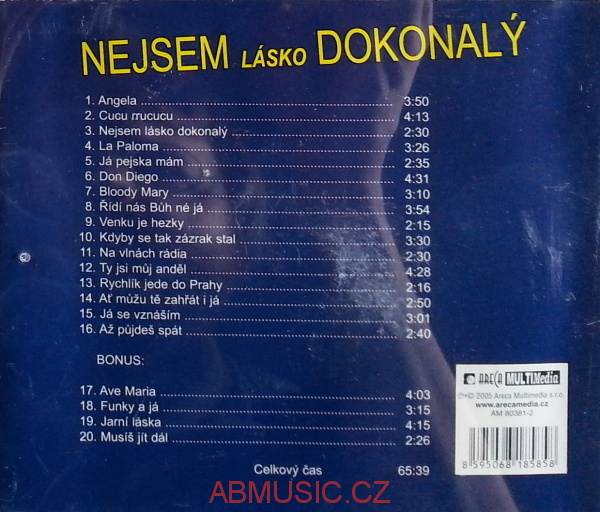 NEJSEM LÁSKO DOKONALÝ
1. Angela 3:50
2. Cucu rrucucu 4:13
3. Nejsem lásko dokonalý 2:30
4. La Paloma 3:26
5. Já pejska mám 2:35
6. Don Diego 4:31
7. Bloody Mary 3:10
8. Řídí nás Bůh né já 3:54
9. Venku je hezky 2:15
10. Kdyby se tak zázrak stal 3:30
11. Na vlnách rádia 2:30
12. Ty jsi můj anděl 4:28
13. Rychlík jede do Prahy 2:16
14. Ať můžu tě zahřát i já 2:50
15. Já se vznáším 3:01
16. Až půjdeš spát 2:40
BONUS:
17. Ave Maria 4:03
18. Funky a já 3:15
19. Jarní láska 4:15
20. Musíš jít dál 2:26
Celkový čas 65:39
ARECA MULTIMedia
℗+© 2005 Areca Multimedia s.r.o.
www.arecamedia.cz
AM 80381-2
8 595068 185858
ABMUSIC.CZ